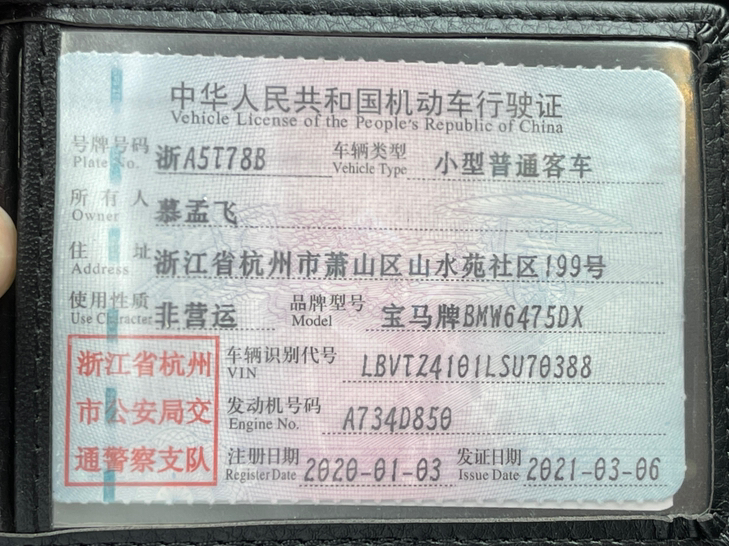 中华人民共和国机动车行驶证
Vehicle License of the People's Republic of China
号牌号码 Plate No. 浙A5T78B 车辆类型 Vehicle Type 小型普通客车
所有人 Owner 慕孟飞
住址 Address 浙江省杭州市萧山区山水苑社区199号
使用性质 Use Character 非营运 品牌型号 Model 宝马牌BMW6475DX
浙江省杭州市公安局交通警察支队
车辆识别代号 VIN LBVTZ4101LSU70388
发动机号码 Engine No. A734D850
注册日期 Register Date 2020-01-03 发证日期 Issue Date 2021-03-06